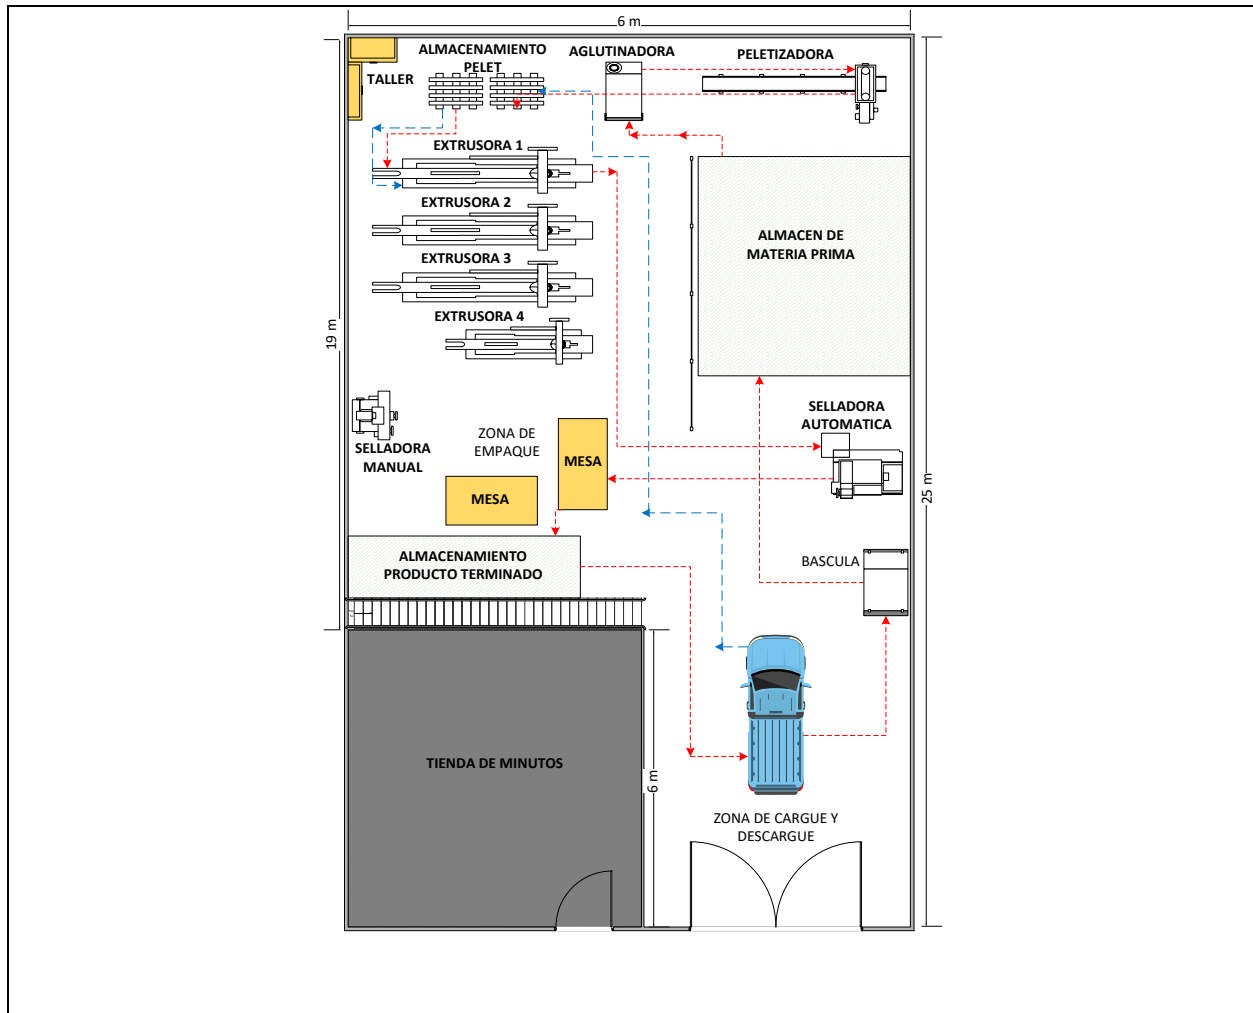 6 m
ALMACENAMIENTO
PELET
AGLUTINADORA
PELETIZADORA
TALLER
EXTRUSORA 1
EXTRUSORA 2
EXTRUSORA 3
EXTRUSORA 4
ALMACEN DE
MATERIA PRIMA
19 m
25 m
SELLADORA
AUTOMATICA
SELLADORA
MANUAL
ZONA DE
EMPAQUE
MESA
MESA
ALMACENAMIENTO
PRODUCTO TERMINADO
BASCULA
TIENDA DE MINUTOS
6 m
ZONA DE CARGUE Y
DESCARGUE